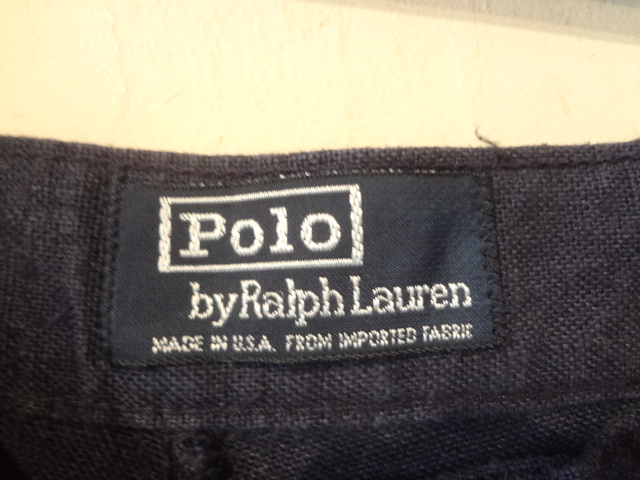 Polo
by Ralph Lauren
MADE IN U.S.A. FROM IMPORTED FABRIC